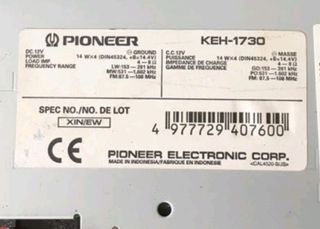 PIONEER KEH-1730
DC 12V GROUND C.C. 12V MASSE
POWER 14 W×4 (DIN45324, +B=14.4V) PUISSANCE 14 W×4 (DIN45324, +B=14.4V)
LOAD IMP. 4 – 8 Ω IMPEDANCE DE CHARGE 4 – 8 Ω
FREQUENCY RANGE LW:153 – 281 kHz GAMME DE FREQUENCE GO:153 – 281 kHz
MW:531 – 1,602 kHz PO:531 – 1,602 kHz
FM:87.5 – 108 MHz FM:87.5 – 108 MHz
SPEC NO./NO. DE LOT
XIN/EW
4 977729 407600
CE
PIONEER ELECTRONIC CORP.
MADE IN INDONESIA/FABRIQUE EN INDONESIE